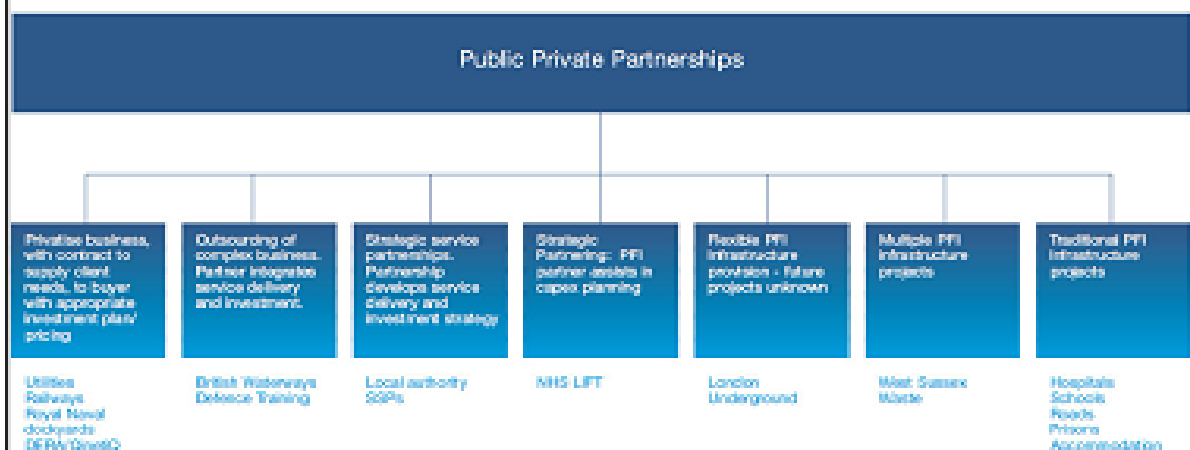 Public Private Partnerships
Privatise business,
with contract to
supply client
needs, to buyer
with appropriate
investment plan/
pricing
Outsourcing of
complex business.
Partner integrates
service delivery
and investment.
Strategic service
partnerships.
Partnership
develops service
delivery and
investment strategy
Strategic
Partnering: PFI
partner assists in
capex planning
Flexible PFI
Infrastructure
provision - future
projects unknown
Multiple PFI
infrastructure
projects
Traditional PFI
Infrastructure
projects
Utilities
Railways
Royal Naval
dockyards
DERA/QinetiQ
British Waterways
Defence Training
Local authority
SSPs
NHS LIFT
London
Underground
West Sussex
Waste
Hospitals
Schools
Roads
Prisons
Accommodation